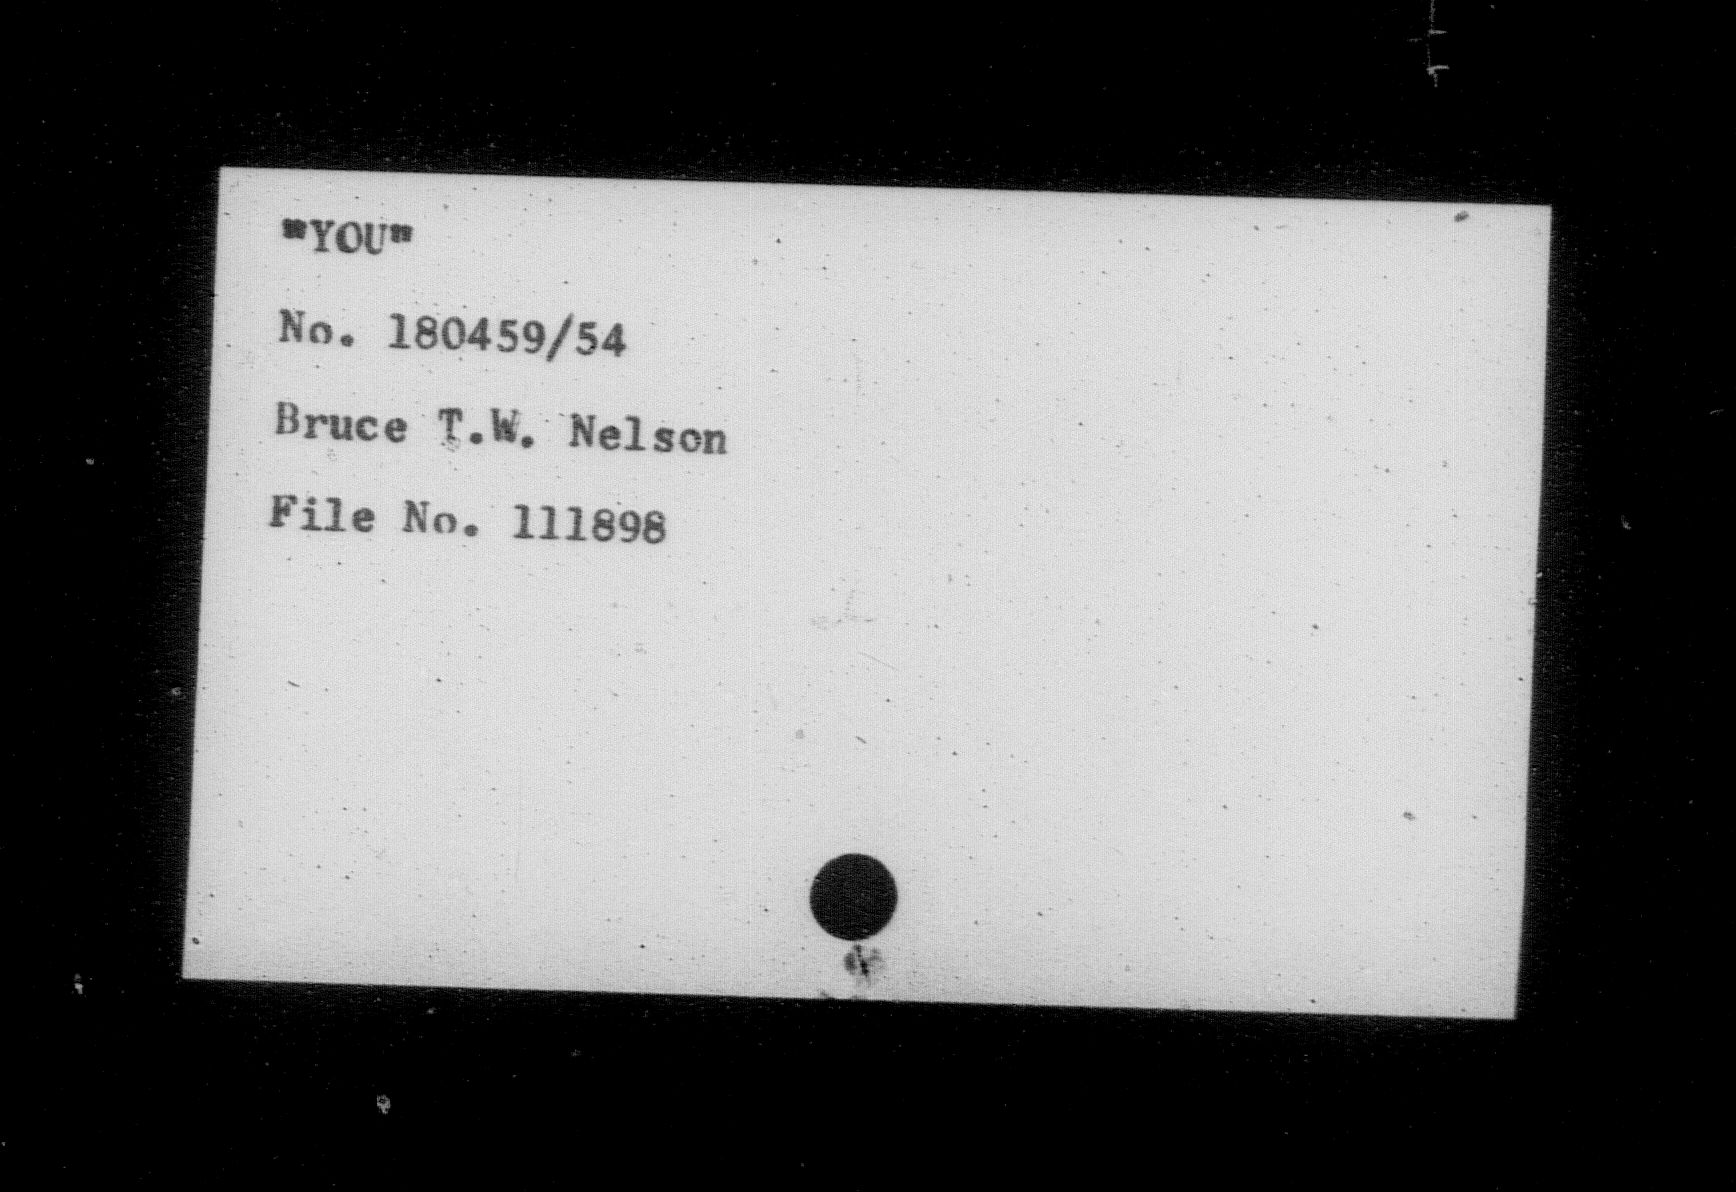 "YOU"
No. 180459/54
Bruce T.W. Nelson
File No. 111898